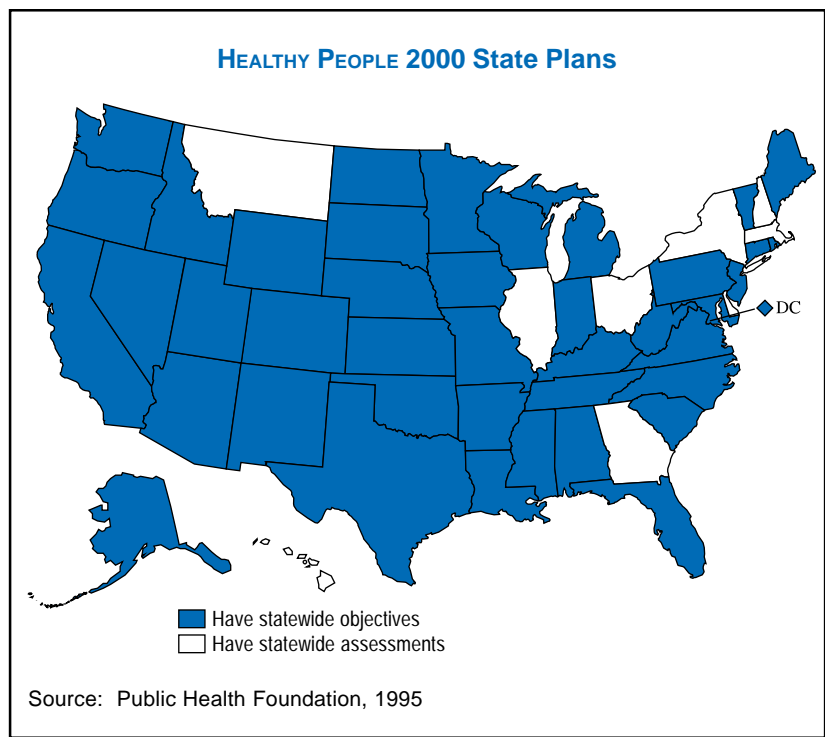 HEALTHY PEOPLE 2000 State Plans
DC
Have statewide objectives
Have statewide assessments
Source: Public Health Foundation, 1995